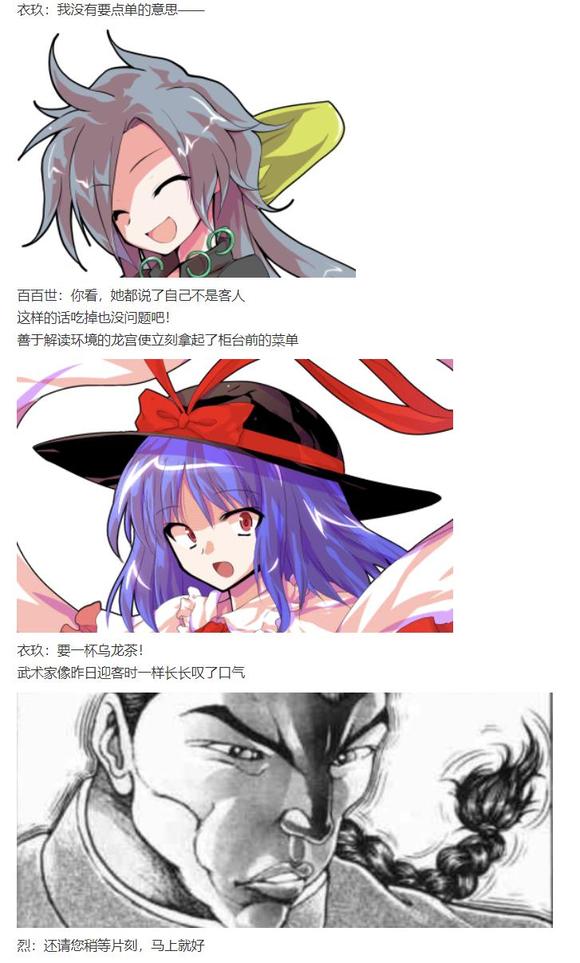 衣玖：我没有要点单的意思——
百百世：你看，她都说了自己不是客人
这样的话吃掉也没问题吧！
善于解读环境的龙宫使立刻拿起了柜台前的菜单
衣玖：要一杯乌龙茶！
武术家像昨日迎客时一样长长叹了口气
烈：还请您稍等片刻，马上就好